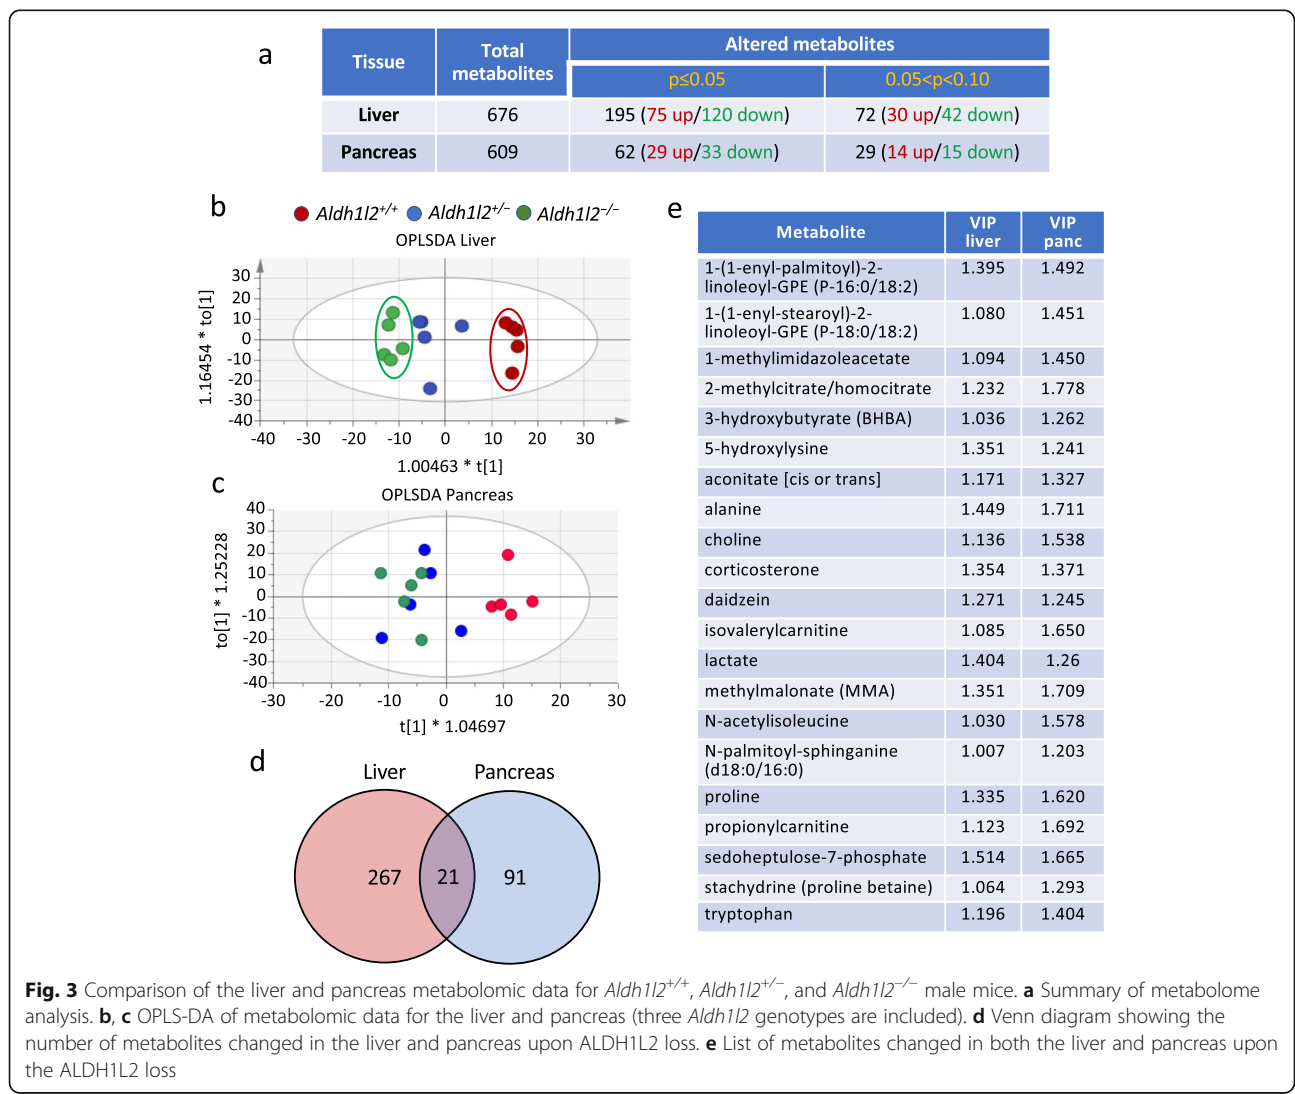 a
Tissue
Total metabolites
Altered metabolites
p≤0.05
0.05<p<0.10
Liver 676 195 (75 up/120 down) 72 (30 up/42 down)
Pancreas 609 62 (29 up/33 down) 29 (14 up/15 down)
b
Aldh1l2+/+ Aldh1l2+/− Aldh1l2−/−
OPLSDA Liver
1.16454 * to[1]
30
20
10
0
-10
-20
-30
-40
-40 -30 -20 -10 0 10 20 30
1.00463 * t[1]
c
OPLSDA Pancreas
to[1] * 1.25228
40
30
20
10
0
-10
-20
-30
-40
-30 -20 -10 0 10 20 30
t[1] * 1.04697
d
Liver Pancreas
267 21 91
e
Metabolite VIP liver VIP panc
1-(1-enyl-palmitoyl)-2-
linoleoyl-GPE (P-16:0/18:2) 1.395 1.492
1-(1-enyl-stearoyl)-2-
linoleoyl-GPE (P-18:0/18:2) 1.080 1.451
1-methylimidazoleacetate 1.094 1.450
2-methylcitrate/homocitrate 1.232 1.778
3-hydroxybutyrate (BHBA) 1.036 1.262
5-hydroxylysine 1.351 1.241
aconitate [cis or trans] 1.171 1.327
alanine 1.449 1.711
choline 1.136 1.538
corticosterone 1.354 1.371
daidzein 1.271 1.245
isovalerylcarnitine 1.085 1.650
lactate 1.404 1.26
methylmalonate (MMA) 1.351 1.709
N-acetylisoleucine 1.030 1.578
N-palmitoyl-sphinganine
(d18:0/16:0) 1.007 1.203
proline 1.335 1.620
propionylcarnitine 1.123 1.692
sedoheptulose-7-phosphate 1.514 1.665
stachydrine (proline betaine) 1.064 1.293
tryptophan 1.196 1.404
Fig. 3 Comparison of the liver and pancreas metabolomic data for Aldh1l2+/+, Aldh1l2+/−, and Aldh1l2−/− male mice. a Summary of metabolome
analysis. b, c OPLS-DA of metabolomic data for the liver and pancreas (three Aldh1l2 genotypes are included). d Venn diagram showing the
number of metabolites changed in the liver and pancreas upon ALDH1L2 loss. e List of metabolites changed in both the liver and pancreas upon
the ALDH1L2 loss